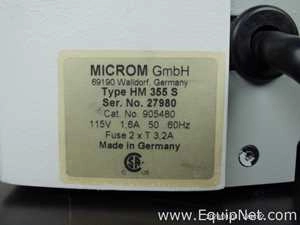 MICROM GmbH
69190 Walldorf, Germany
Type HM 355 S
Ser. No. 27980
Cat. No. 905480
115V 1,6A 50 60Hz
Fuse 2 x T 3,2A
Made in Germany
C US
www.EquipNet.com